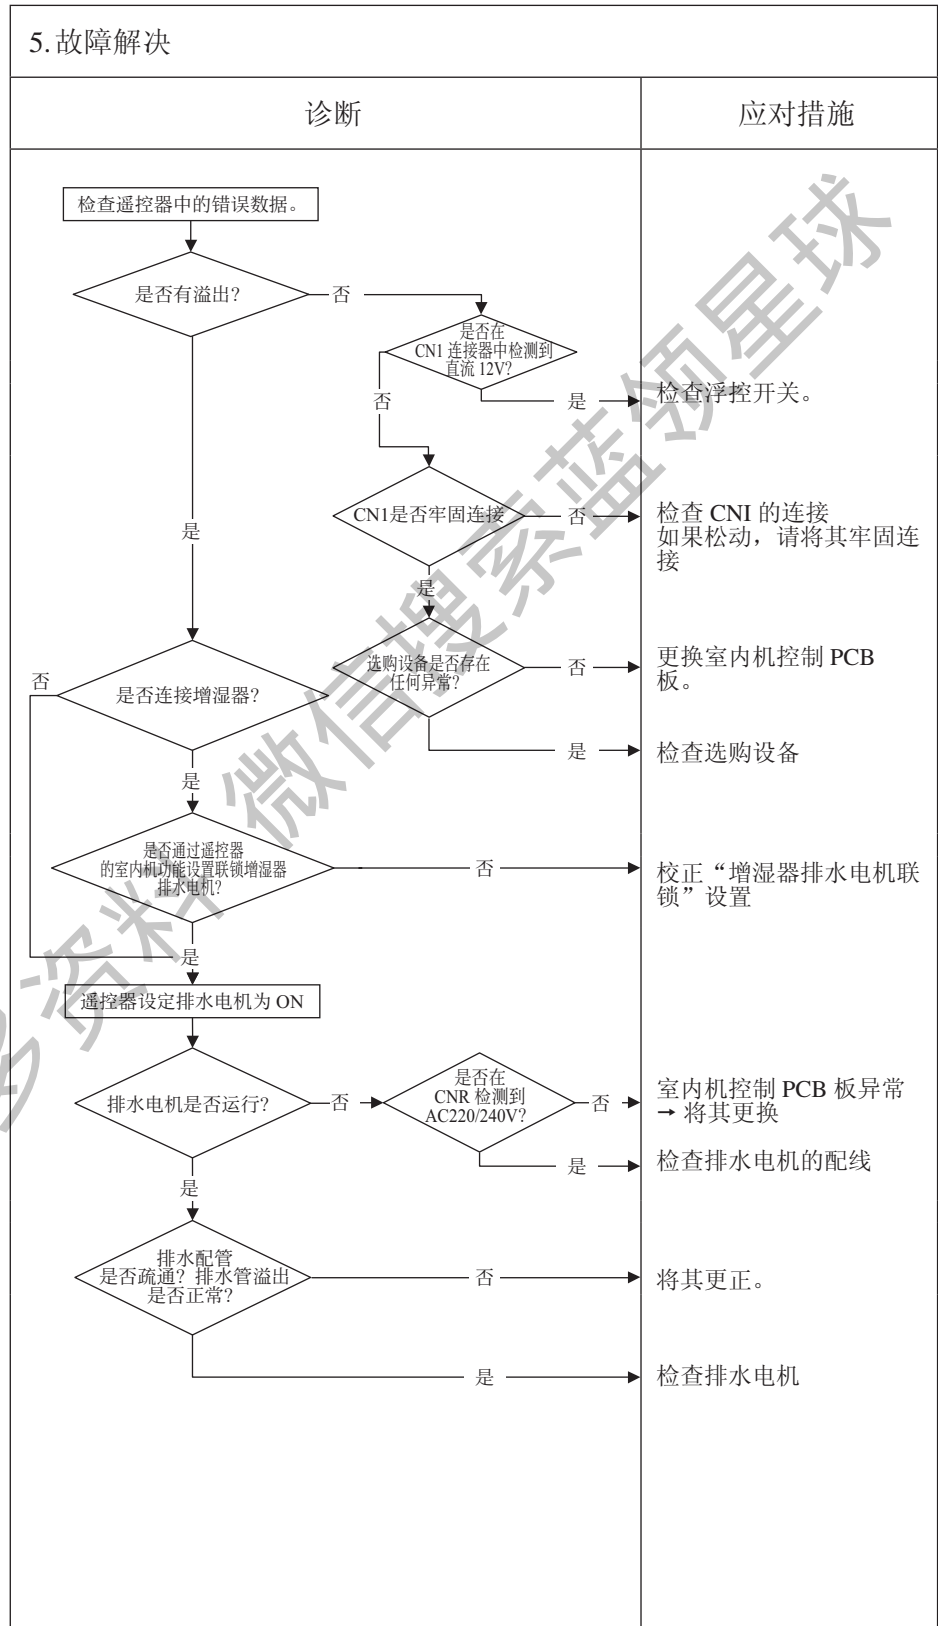 5. 故障解决
诊断
应对措施
检查遥控器中的错误数据。
是否有溢出？
否
是否在
CN1 连接器中检测到
直流 12V？
否
是
检查浮控开关。
CN1是否牢固连接
否
检查 CNI 的连接
如果松动，请将其牢固连
接
是
是
选购设备是否存在
任何异常？
否
更换室内机控制 PCB
板。
否
是否连接增湿器？
是
检查选购设备
是
是否通过遥控器
的室内机功能设置联锁增湿器
排水电机？
否
校正“增湿器排水电机联
锁”设置
是
遥控器设定排水电机为 ON
排水电机是否运行？
否
是否在
CNR 检测到
AC220/240V？
否
室内机控制 PCB 板异常
→ 将其更换
是
检查排水电机的配线
是
排水配管
是否疏通？排水管溢出
是否正常？
否
将其更正。
是
检查排水电机
多资料 微信搜索蓝领星球